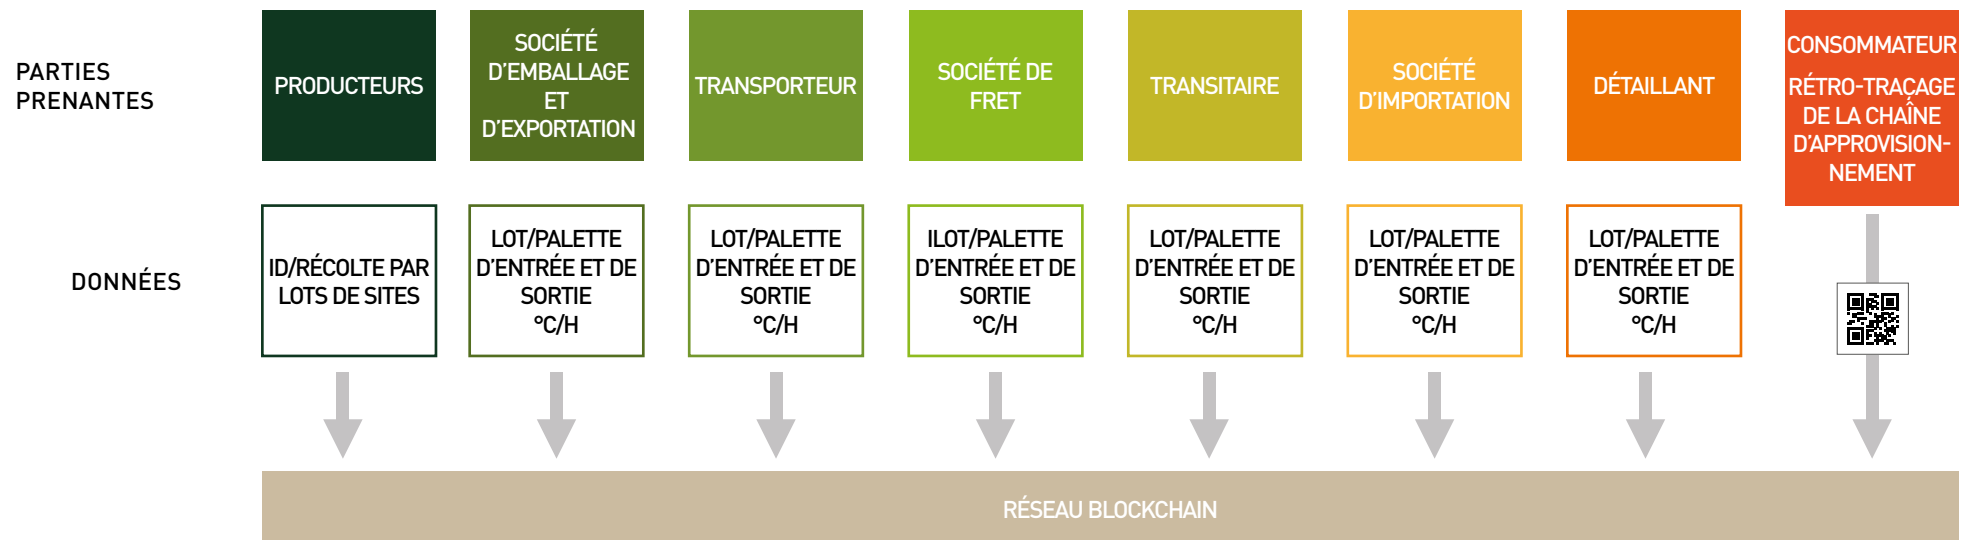 PARTIES
PRENANTES
PRODUCTEURS
SOCIÉTÉ
D'EMBALLAGE
ET
D'EXPORTATION
TRANSPORTEUR
SOCIÉTÉ DE
FRET
TRANSITAIRE
SOCIÉTÉ
D'IMPORTATION
DÉTAILLANT
CONSOMMATEUR
RÉTRO-TRAÇAGE
DE LA CHAÎNE
D'APPROVISION-
NEMENT
DONNÉES
ID/RÉCOLTE PAR
LOTS DE SITES
LOT/PALETTE
D'ENTRÉE ET DE
SORTIE
°C/H
LOT/PALETTE
D'ENTRÉE ET DE
SORTIE
°C/H
ILOT/PALETTE
D'ENTRÉE ET DE
SORTIE
°C/H
LOT/PALETTE
D'ENTRÉE ET DE
SORTIE
°C/H
LOT/PALETTE
D'ENTRÉE ET DE
SORTIE
°C/H
LOT/PALETTE
D'ENTRÉE ET DE
SORTIE
°C/H
RÉSEAU BLOCKCHAIN